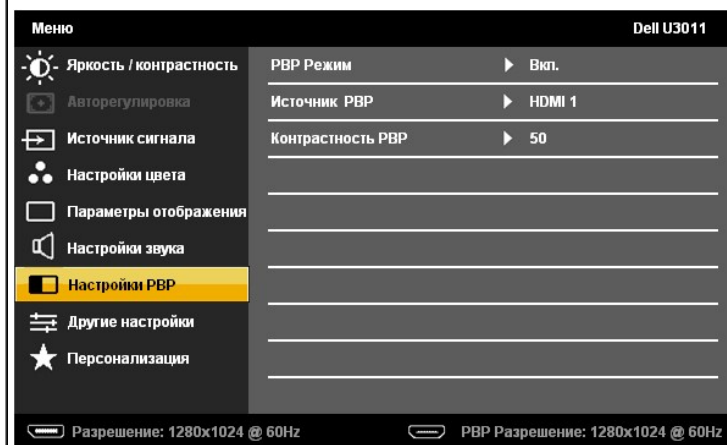 Меню Dell U3011
Яркость / контрастность PBP Режим Вкл.
Авторегулировка Источник PBP HDMI 1
Источник сигнала Контрастность PBP 50
Настройки цвета
Параметры отображения
Настройки звука
Настройки PBP
Другие настройки
Персонализация
Разрешение: 1280x1024 @ 60Hz PBP Разрешение: 1280x1024 @ 60Hz